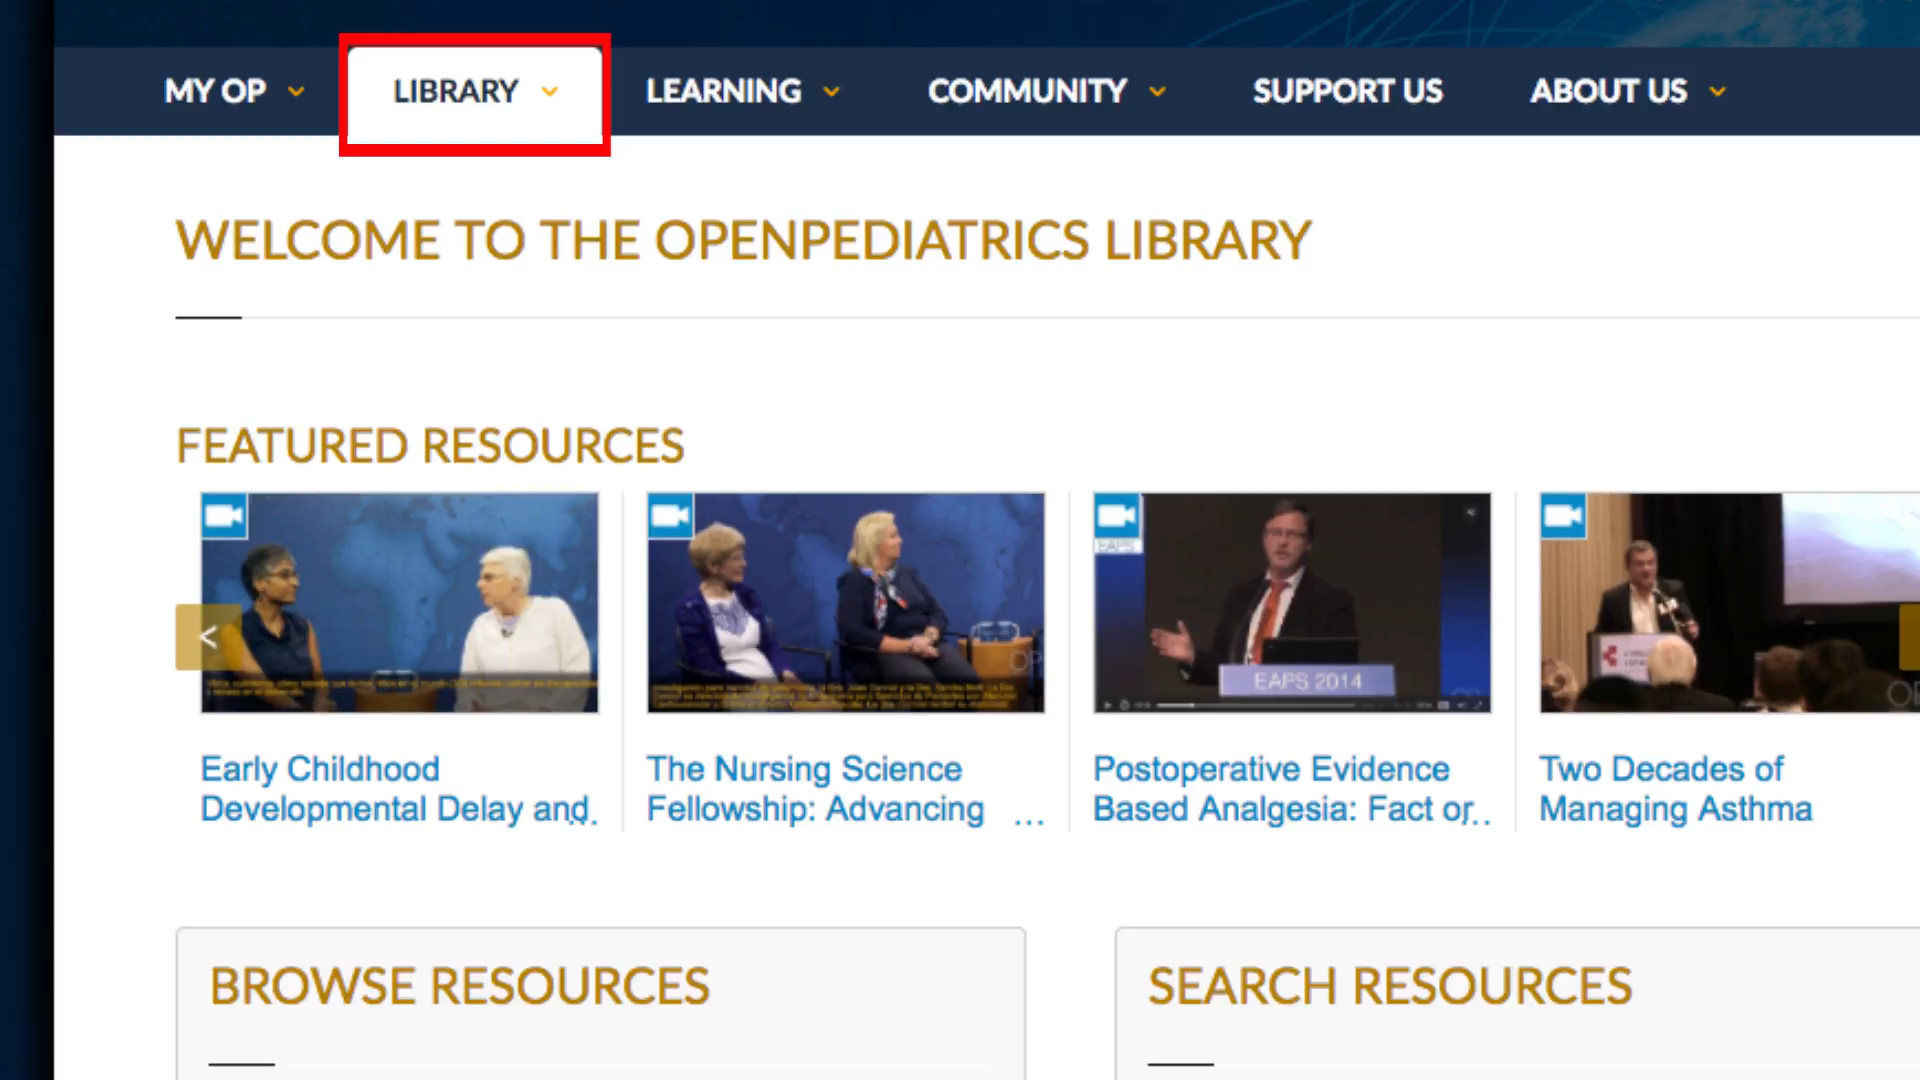 MY OP LIBRARY LEARNING COMMUNITY SUPPORT US ABOUT US
WELCOME TO THE OPENPEDIATRICS LIBRARY
FEATURED RESOURCES
EAPS
EAPS 2014
OP
Early Childhood
Developmental Delay and...
The Nursing Science
Fellowship: Advancing ...
Postoperative Evidence
Based Analgesia: Fact or...
Two Decades of
Managing Asthma
BROWSE RESOURCES
SEARCH RESOURCES